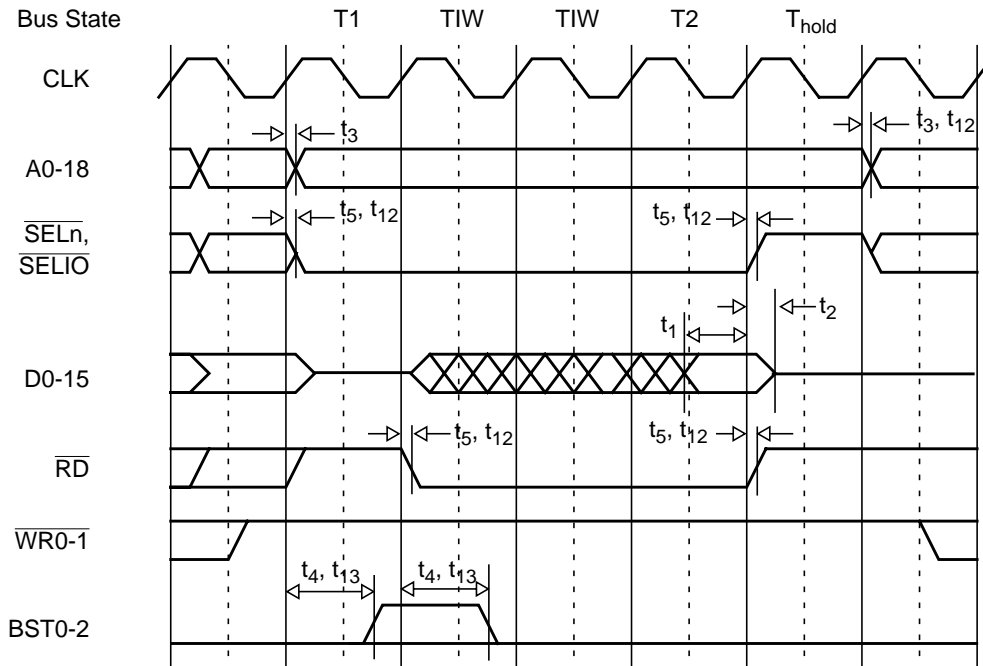 Bus State T1 TIW TIW T2 Thold
CLK
t3 t3, t12
A0-18
t5, t12 t5, t12
SELn,
SELIO
t1 t2
D0-15
t5, t12 t5, t12
RD
WR0-1
t4, t13 t4, t13
BST0-2